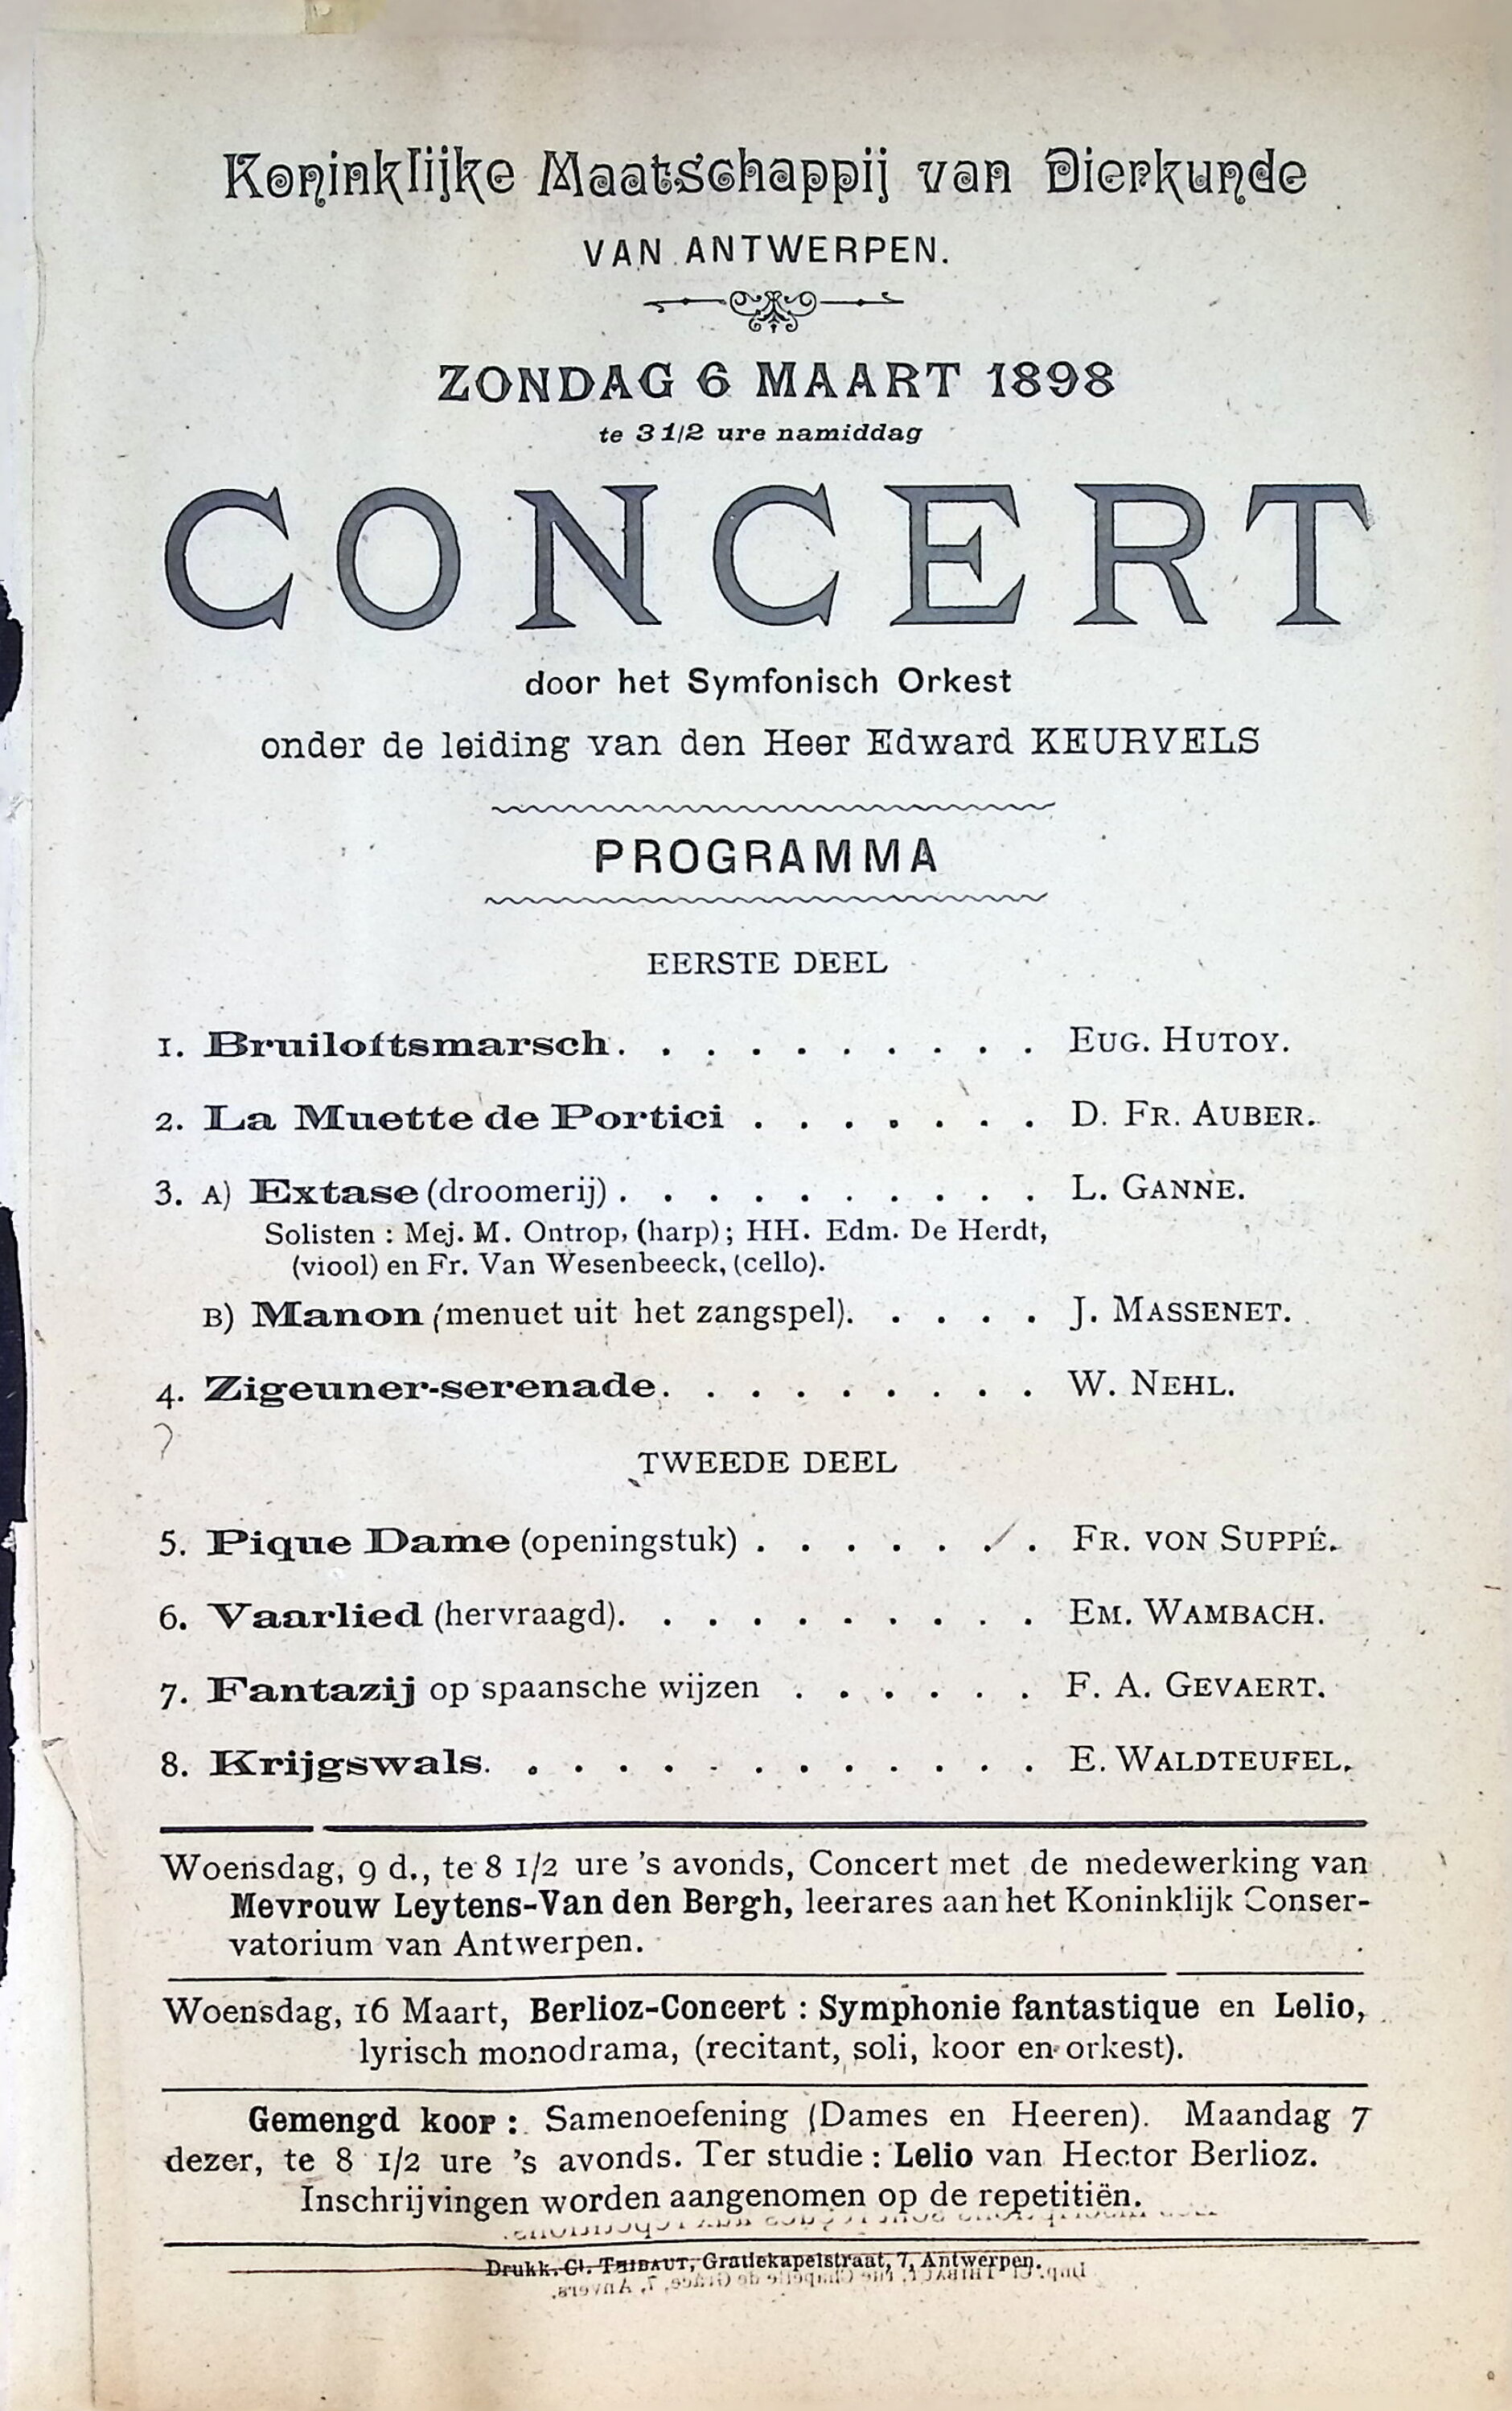 Koninklijke Maatschappij van Dierkunde
VAN ANTWERPEN.
ZONDAG 6 MAART 1898
te 3 1/2 ure namiddag
CONCERT
door het Symfonisch Orkest
onder de leiding van den Heer Edward KEURVELS
PROGRAMMA
EERSTE DEEL
1. Bruiloftsmarsch. . . . . . . . . . EUG. HUTOY.
2. La Muette de Portici . . . . . . . D. FR. AUBER.
3. A) Extase (droomerij) . . . . . . . . . . L. GANNE.
Solisten : Mej. M. Ontrop, (harp) ; HH. Edm. De Herdt,
(viool) en Fr. Van Wesenbeeck, (cello).
B) Manon (menuet uit het zangspel). . . . . J. MASSENET.
4. Zigeuner-serenade. . . . . . . . . W. NEHL.
?
TWEEDE DEEL
5. Pique Dame (openingstuk) . . . . . . . FR. VON SUPPÉ.
6. Vaarlied (hervraagd). . . . . . . . . . EM. WAMBACH.
7. Fantazij op spaansche wijzen . . . . . . F. A. GEVAERT.
8. Krijgswals. . . . . . . . . . . . . E. WALDTEUFEL.
Woensdag, 9 d., te 8 1/2 ure 's avonds, Concert met de medewerking van
Mevrouw Leytens-Van den Bergh, leerares aan het Koninklijk Conser-
vatorium van Antwerpen.
Woensdag, 16 Maart, Berlioz-Concert : Symphonie fantastique en Lelio,
lyrisch monodrama, (recitant, soli, koor en orkest).
Gemengd koor : Samenoefening (Dames en Heeren). Maandag 7
dezer, te 8 1/2 ure 's avonds. Ter studie : Lelio van Hector Berlioz.
Inschrijvingen worden aangenomen op de repetitiën.
Drukk. Ct. THIBAUT, Gratiekapelstraat, 7, Antwerpen.